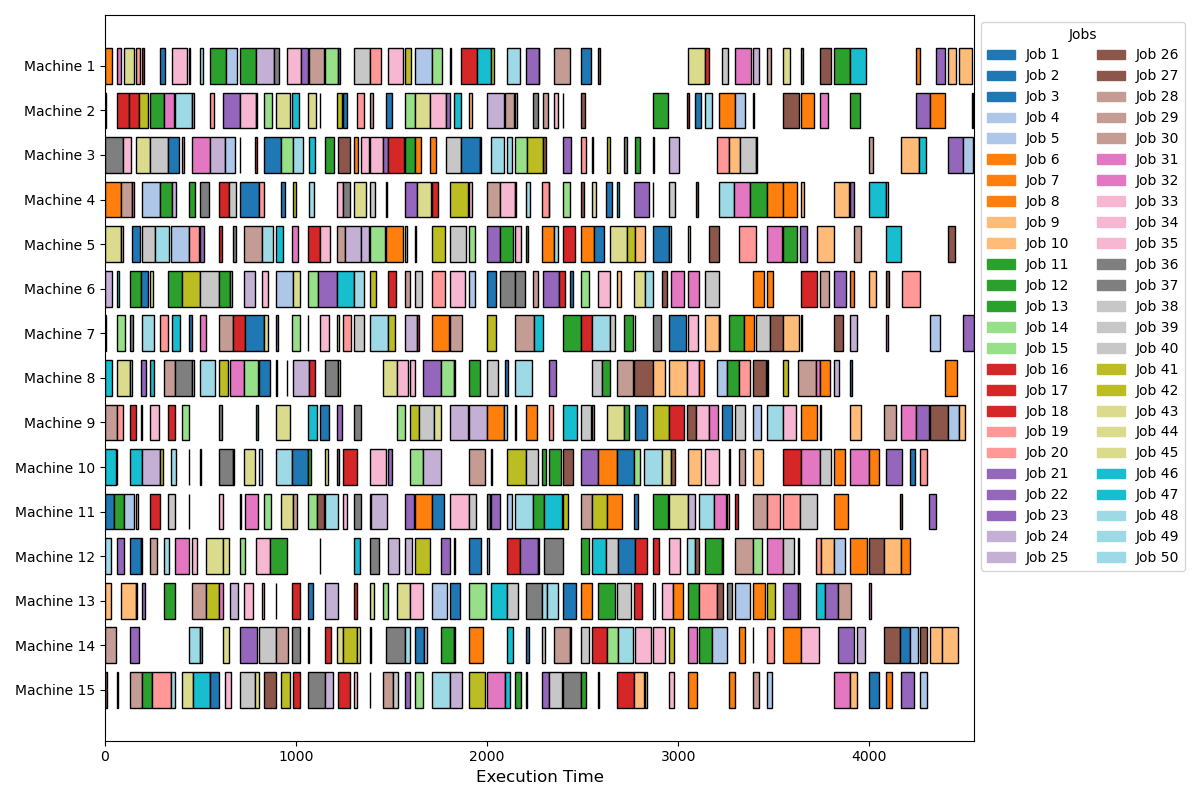 Machine 1
Machine 2
Machine 3
Machine 4
Machine 5
Machine 6
Machine 7
Machine 8
Machine 9
Machine 10
Machine 11
Machine 12
Machine 13
Machine 14
Machine 15
0 1000 2000 3000 4000
Execution Time
Jobs
Job 1
Job 2
Job 3
Job 4
Job 5
Job 6
Job 7
Job 8
Job 9
Job 10
Job 11
Job 12
Job 13
Job 14
Job 15
Job 16
Job 17
Job 18
Job 19
Job 20
Job 21
Job 22
Job 23
Job 24
Job 25
Job 26
Job 27
Job 28
Job 29
Job 30
Job 31
Job 32
Job 33
Job 34
Job 35
Job 36
Job 37
Job 38
Job 39
Job 40
Job 41
Job 42
Job 43
Job 44
Job 45
Job 46
Job 47
Job 48
Job 49
Job 50